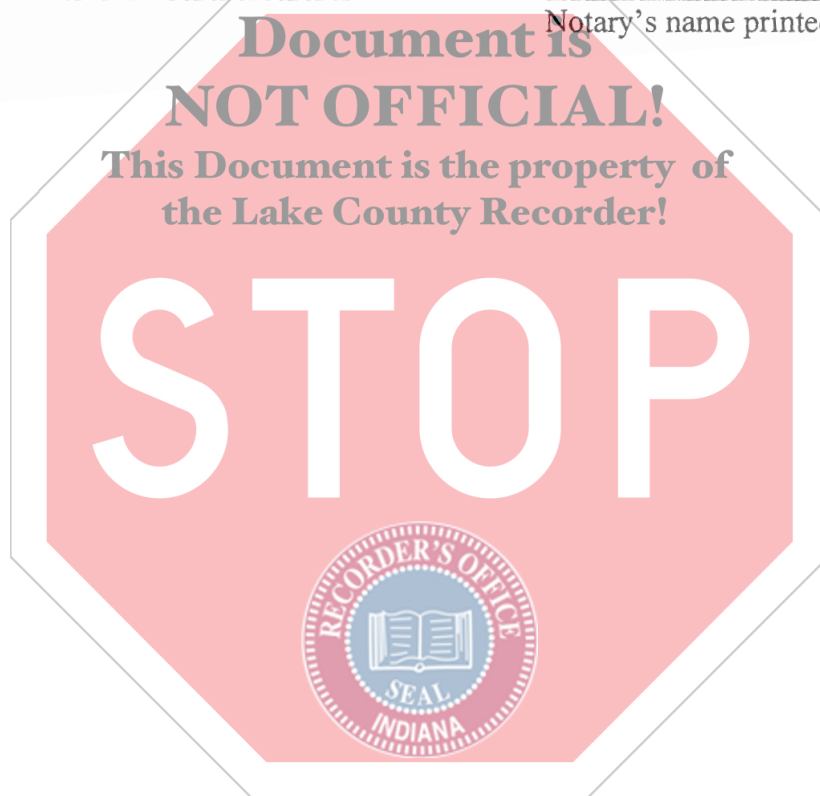 Notary's name printed
Document is
NOT OFFICIAL!
This Document is the property of
the Lake County Recorder!
STOP
RECORDER'S OFFICE
SEAL
INDIANA